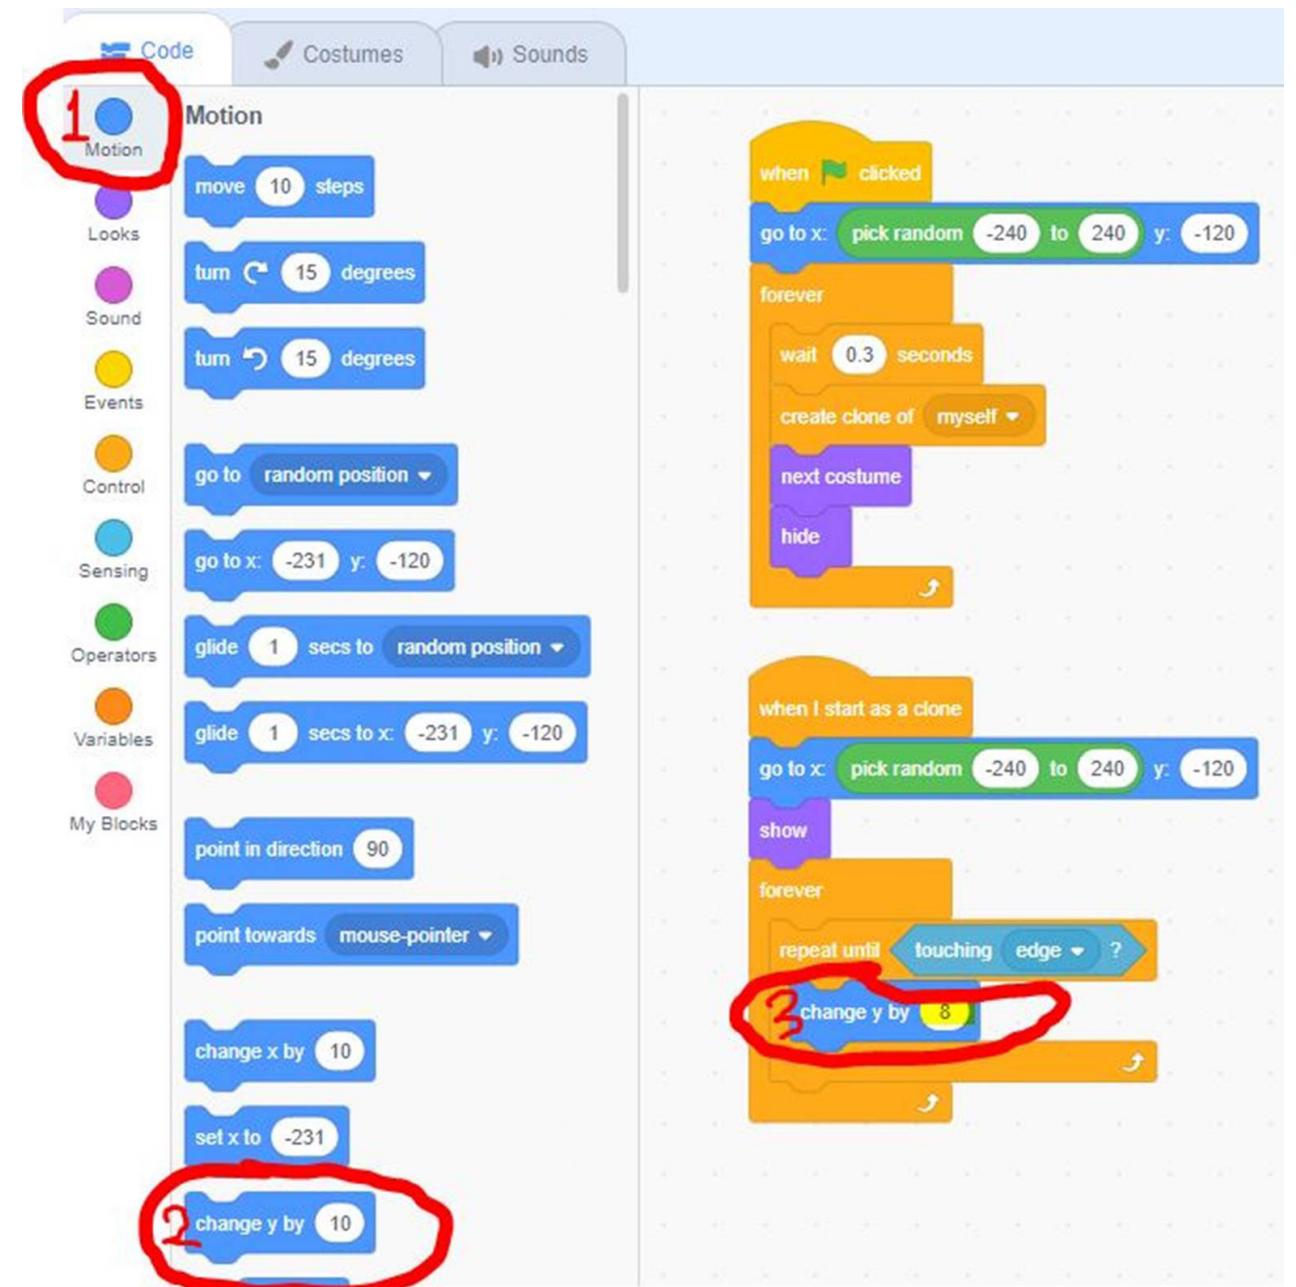 Code
Costumes
Sounds
1
Motion
Looks
Sound
Events
Control
Sensing
Operators
Variables
My Blocks
Motion
move 10 steps
turn 15 degrees
turn 15 degrees
go to random position
go to x: -231 y: -120
glide 1 secs to random position
glide 1 secs to x: -231 y: -120
point in direction 90
point towards mouse-pointer
change x by 10
set x to -231
2 change y by 10
when clicked
go to x: pick random -240 to 240 y: -120
forever
wait 0.3 seconds
create clone of myself
next costume
hide
when I start as a clone
go to x: pick random -240 to 240 y: -120
show
forever
repeat until touching edge ?
3 change y by 8